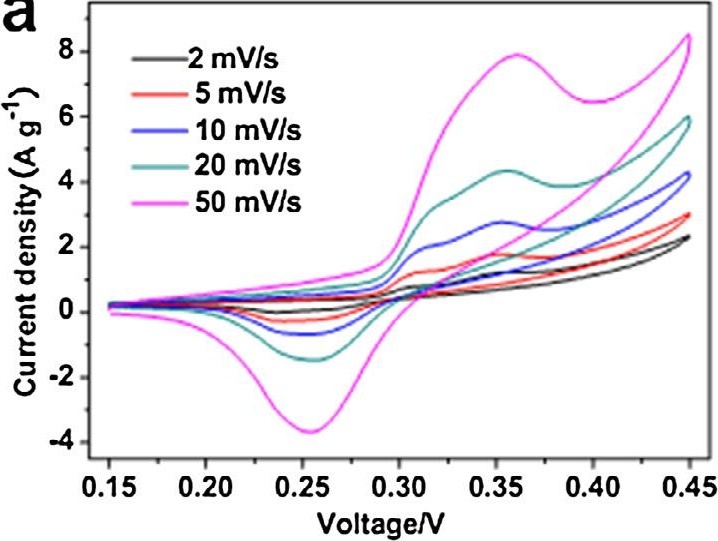 a
2 mV/s
5 mV/s
10 mV/s
20 mV/s
50 mV/s
Current density (A g⁻¹)
8
6
4
2
0
-2
-4
0.15 0.20 0.25 0.30 0.35 0.40 0.45
Voltage/V